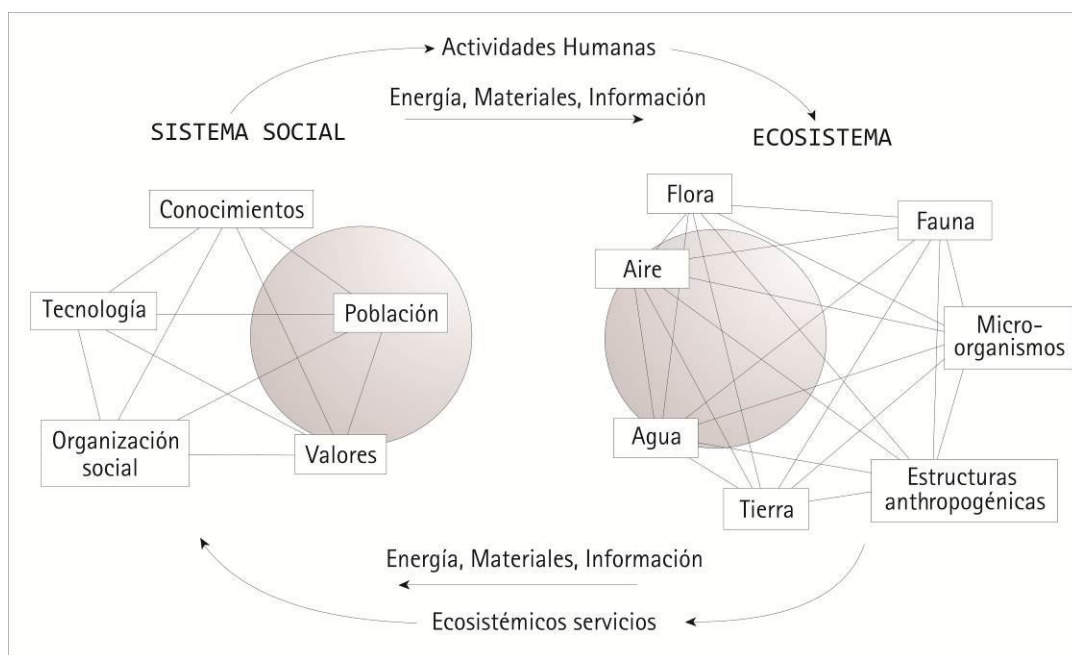 Actividades Humanas
Energía, Materiales, Información
SISTEMA SOCIAL
ECOSISTEMA
Conocimientos
Tecnología
Población
Organización
social
Valores
Flora
Fauna
Aire
Micro-
organismos
Agua
Tierra
Estructuras
anthropogénicas
Energía, Materiales, Información
Ecosistémicos servicios